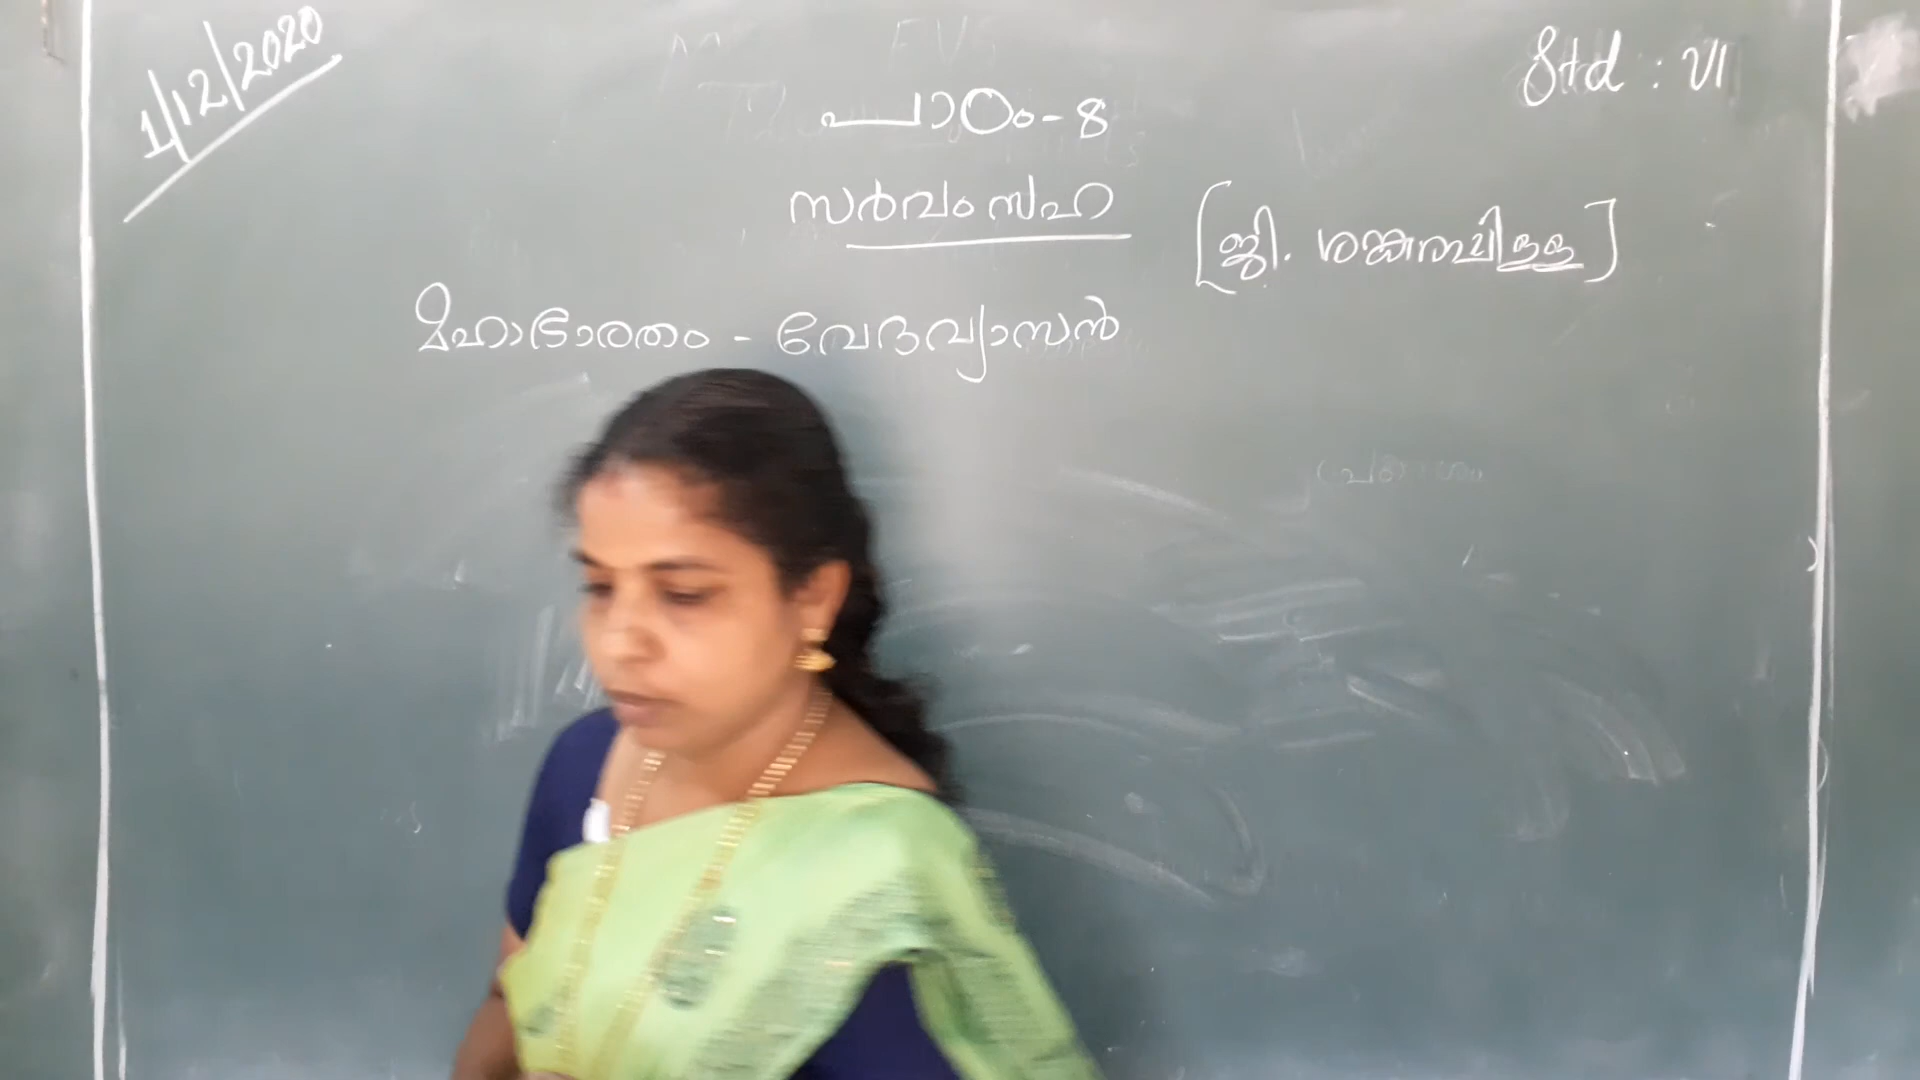 1/12/2020
Std : VI
പാഠം - 8
സർവംസഹ
[ജി. ശങ്കരപ്പിള്ള]
മഹാഭാരതം - വേദവ്യാസൻ